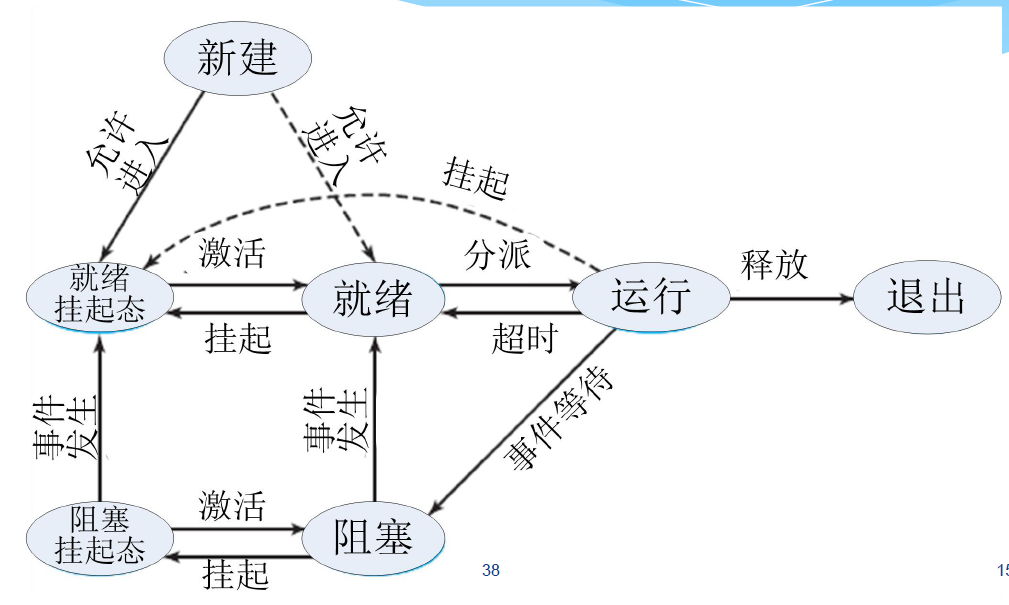 新建
允许
进入
允许
进入
挂起
激活
分派
释放
就绪
挂起态
就绪
运行
退出
挂起
超时
事件
发生
事件
发生
事件等待
阻塞
挂起态
激活
阻塞
挂起
38
15